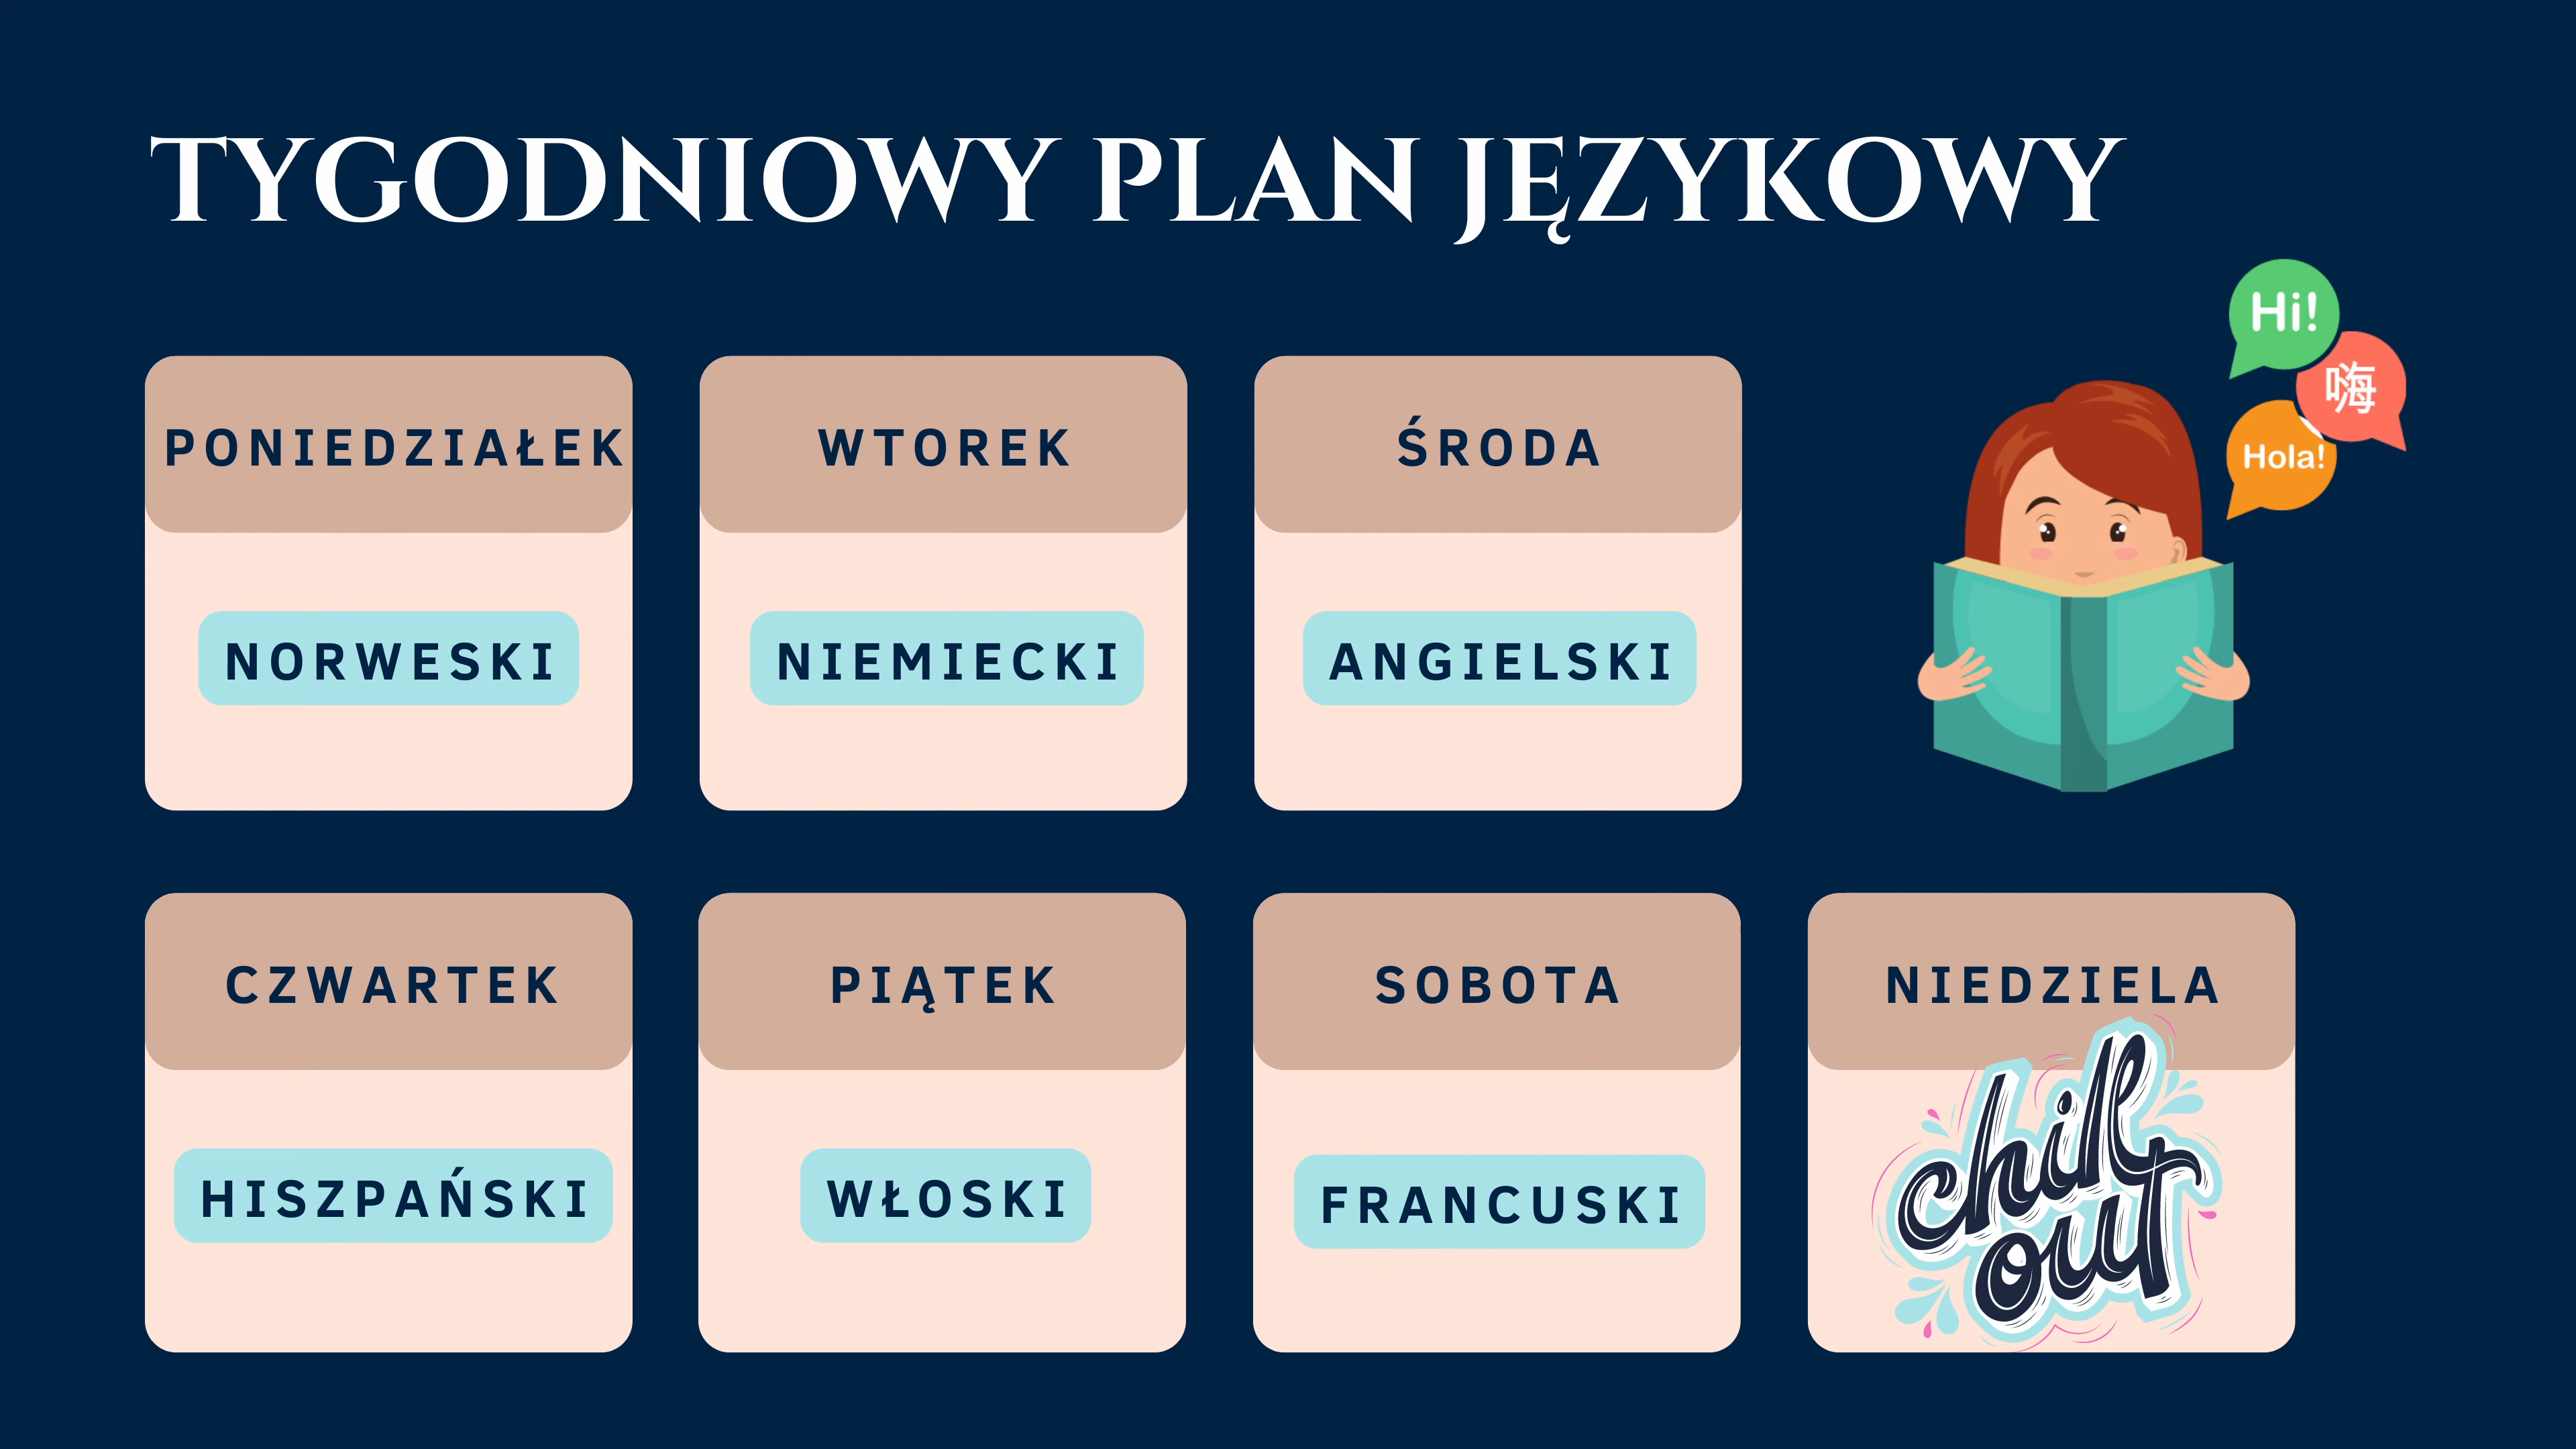 TYGODNIOWY PLAN JĘZYKOWY
Hi!
嗨
Hola!
PONIEDZIAŁEK
WTOREK
ŚRODA
NORWESKI
NIEMIECKI
ANGIELSKI
CZWARTEK
PIĄTEK
SOBOTA
NIEDZIELA
HISZPAŃSKI
WŁOSKI
FRANCUSKI
chill
out